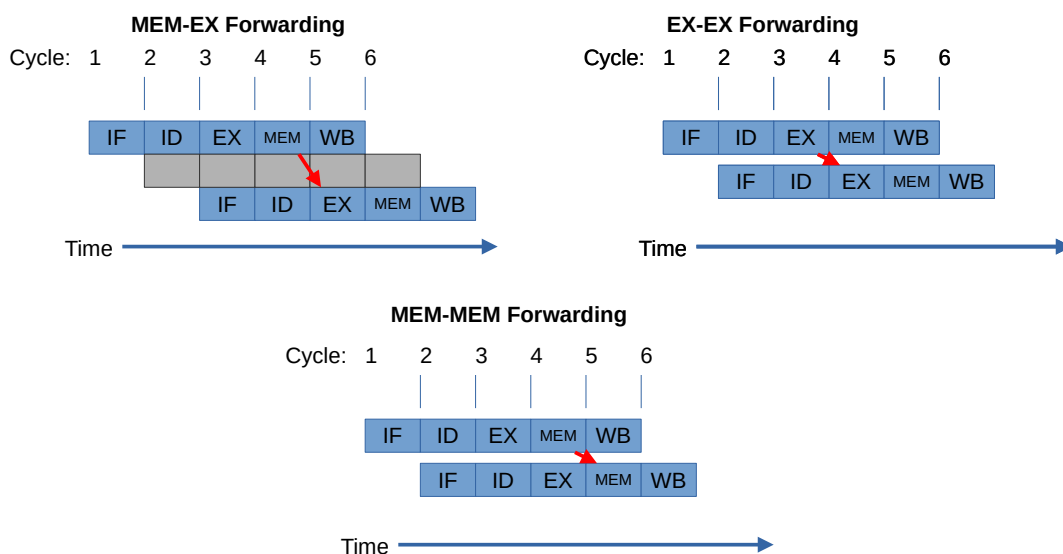 MEM-EX Forwarding
Cycle: 1 2 3 4 5 6
IF ID EX MEM WB
IF ID EX MEM WB
Time
EX-EX Forwarding
Cycle: 1 2 3 4 5 6
IF ID EX MEM WB
IF ID EX MEM WB
Time
MEM-MEM Forwarding
Cycle: 1 2 3 4 5 6
IF ID EX MEM WB
IF ID EX MEM WB
Time